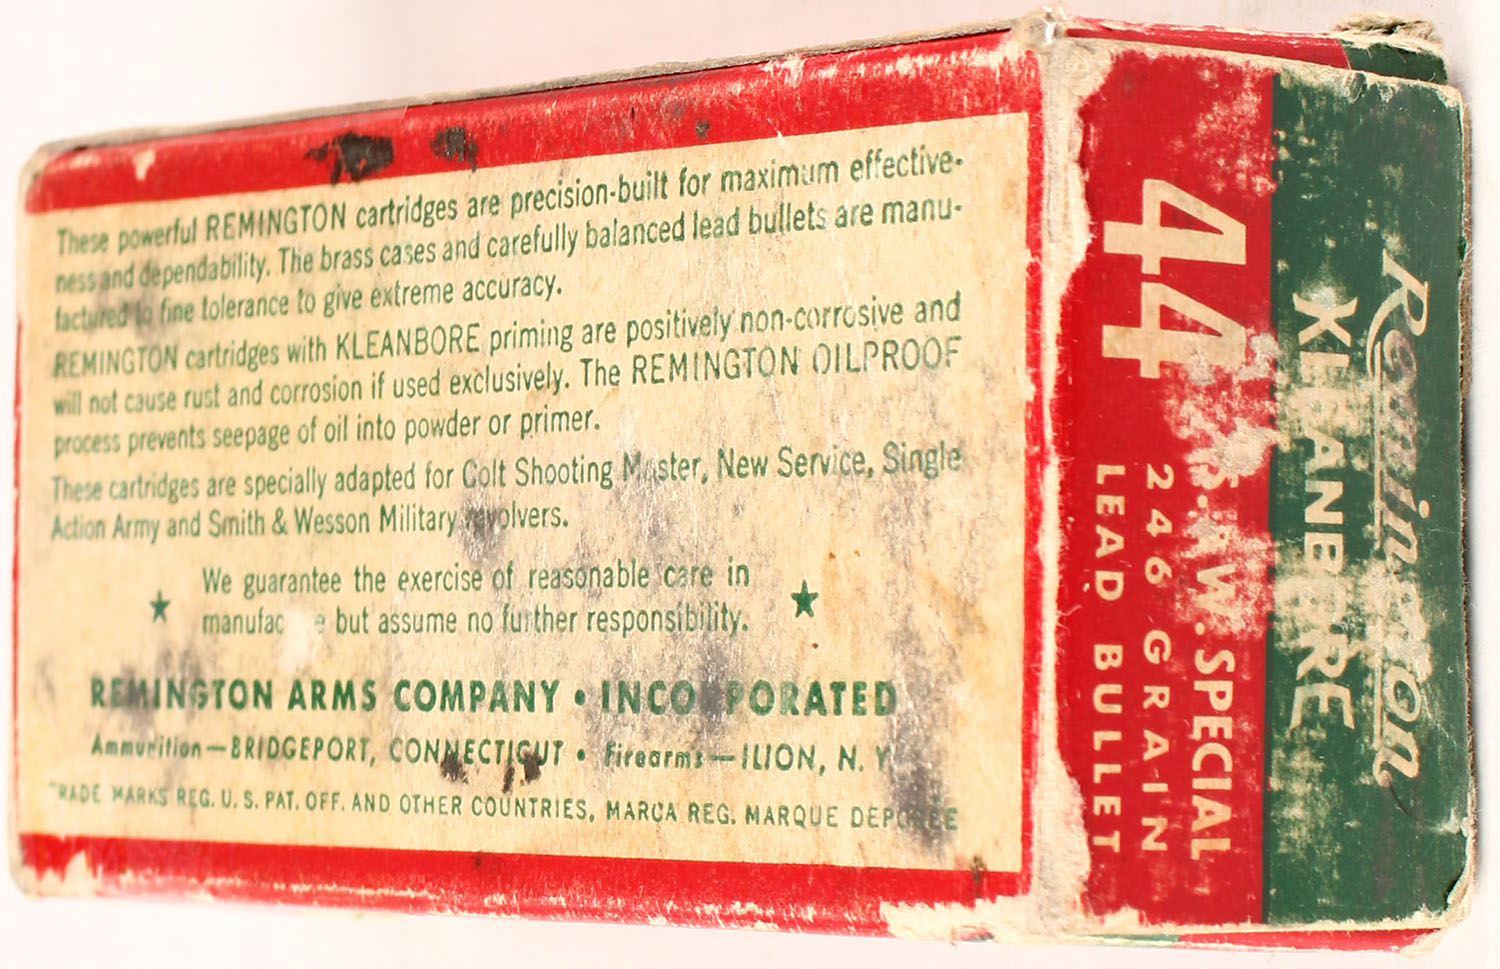 These powerful REMINGTON cartridges are precision-built for maximum effective-
ness and dependability. The brass cases and carefully balanced lead bullets are manu-
factured to fine tolerance to give extreme accuracy.
REMINGTON cartridges with KLEANBORE priming are positively non-corrosive and
will not cause rust and corrosion if used exclusively. The REMINGTON OILPROOF
process prevents seepage of oil into powder or primer.
These cartridges are specially adapted for Colt Shooting Master, New Service, Single
Action Army and Smith & Wesson Military revolvers.
We guarantee the exercise of reasonable care in
manufac e but assume no further responsibility.
REMINGTON ARMS COMPANY • INCORPORATED
Ammunition—BRIDGEPORT, CONNECTICUT • Firearms—ILION, N. Y.
TRADE MARKS REG. U. S. PAT. OFF. AND OTHER COUNTRIES, MARCA REG. MARQUE DEPOSEE
Remington
KLEANBORE
44 S.&W. SPECIAL
246 GRAIN
LEAD BULLET